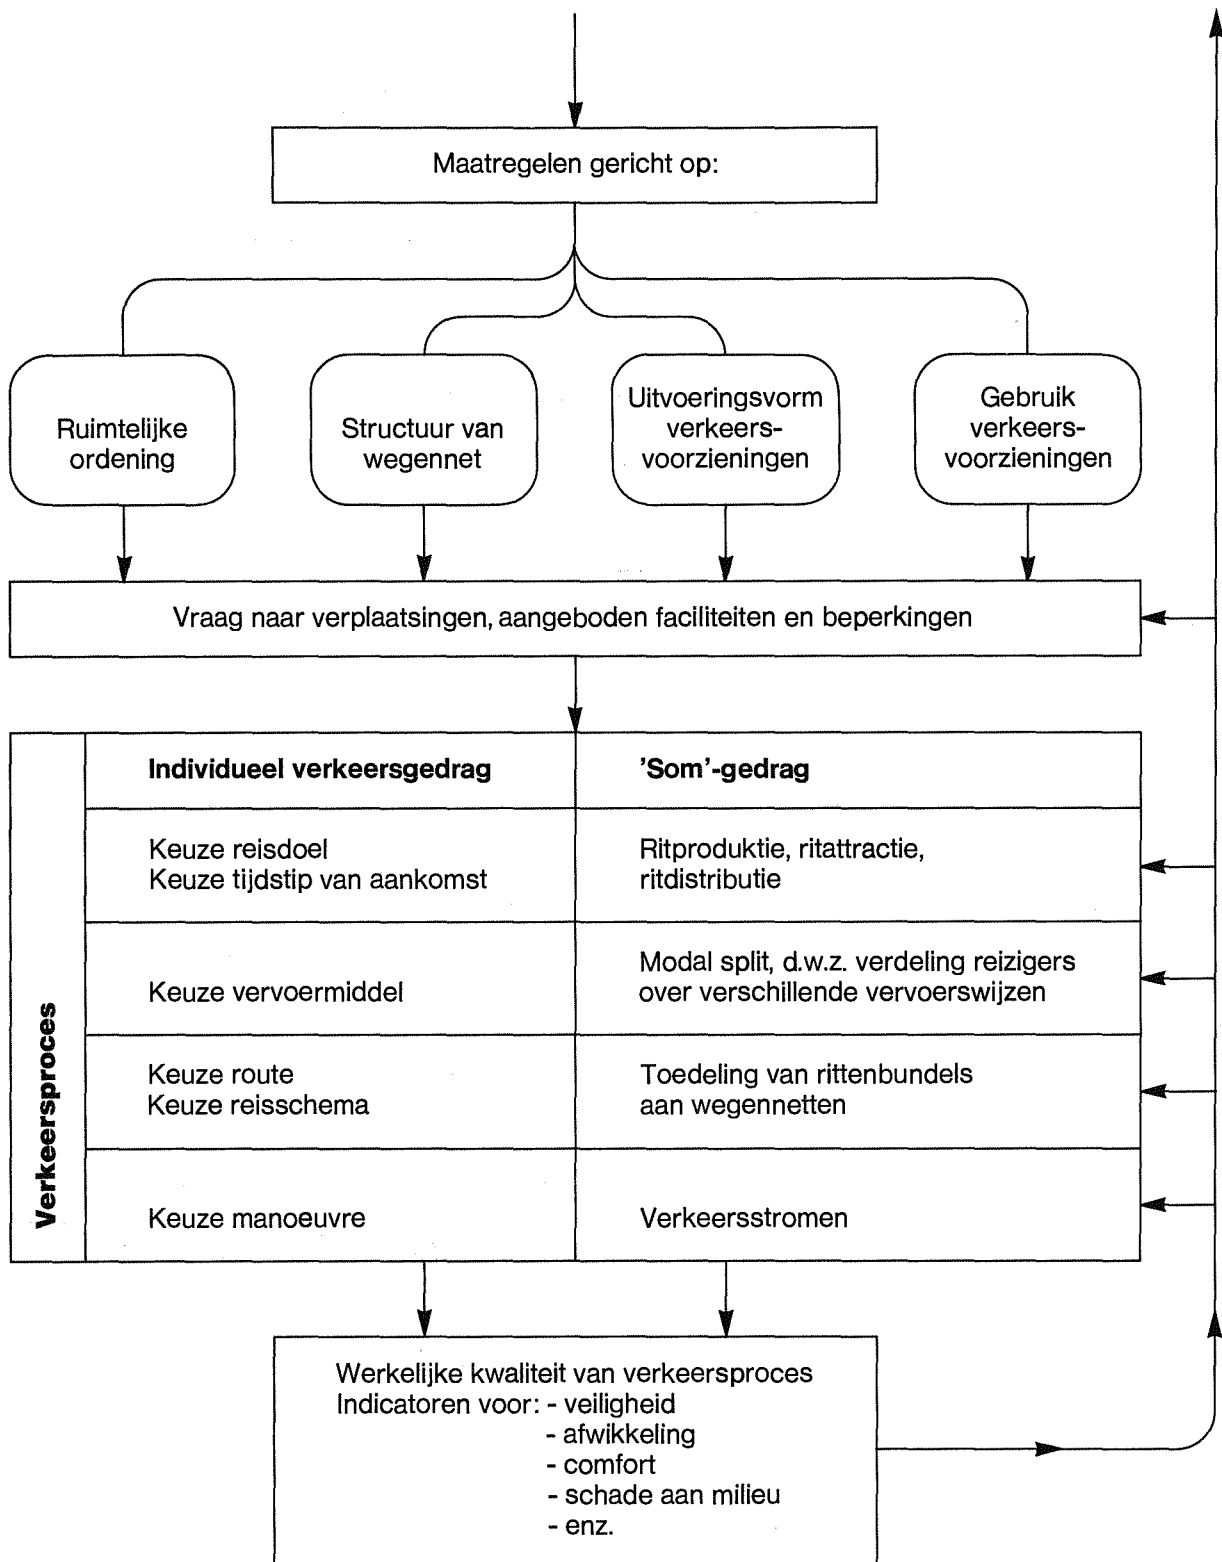 Maatregelen gericht op:
Ruimtelijke
ordening
Structuur van
wegennet
Uitvoeringsvorm
verkeers-
voorzieningen
Gebruik
verkeers-
voorzieningen
Vraag naar verplaatsingen, aangeboden faciliteiten en beperkingen
Verkeersproces
Individueel verkeersgedrag
'Som'-gedrag
Keuze reisdoel
Keuze tijdstip van aankomst
Ritproduktie, ritattractie,
ritdistributie
Keuze vervoermiddel
Modal split, d.w.z. verdeling reizigers
over verschillende vervoerswijzen
Keuze route
Keuze reisschema
Toedeling van rittenbundels
aan wegennetten
Keuze manoeuvre
Verkeersstromen
Werkelijke kwaliteit van verkeersproces
Indicatoren voor: - veiligheid
- afwikkeling
- comfort
- schade aan milieu
- enz.